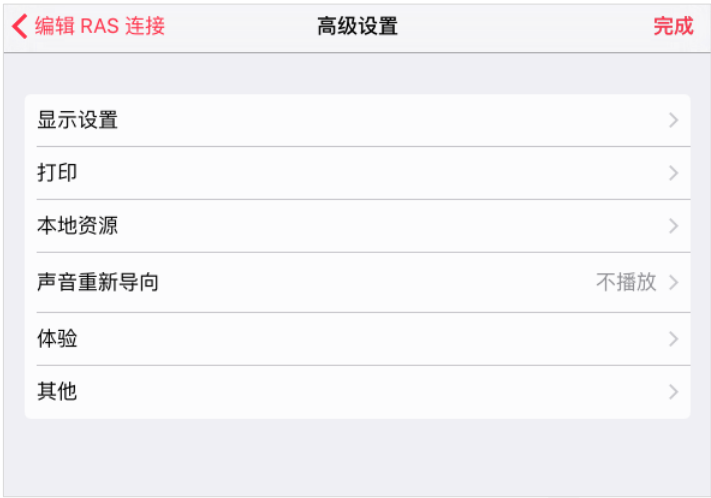 编辑 RAS 连接 高级设置 完成
显示设置
打印
本地资源
声音重新导向 不播放
体验
其他